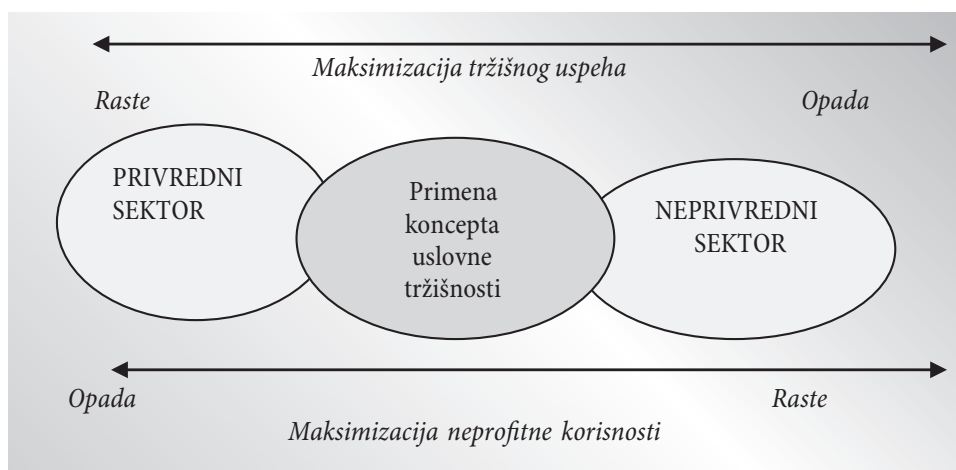 Maksimizacija tržišnog uspeha
Raste
Opada
PRIVREDNI
SEKTOR
Primena
koncepta
uslovne
tržišnosti
NEPRIVREDNI
SEKTOR
Opada
Raste
Maksimizacija neprofitne korisnosti